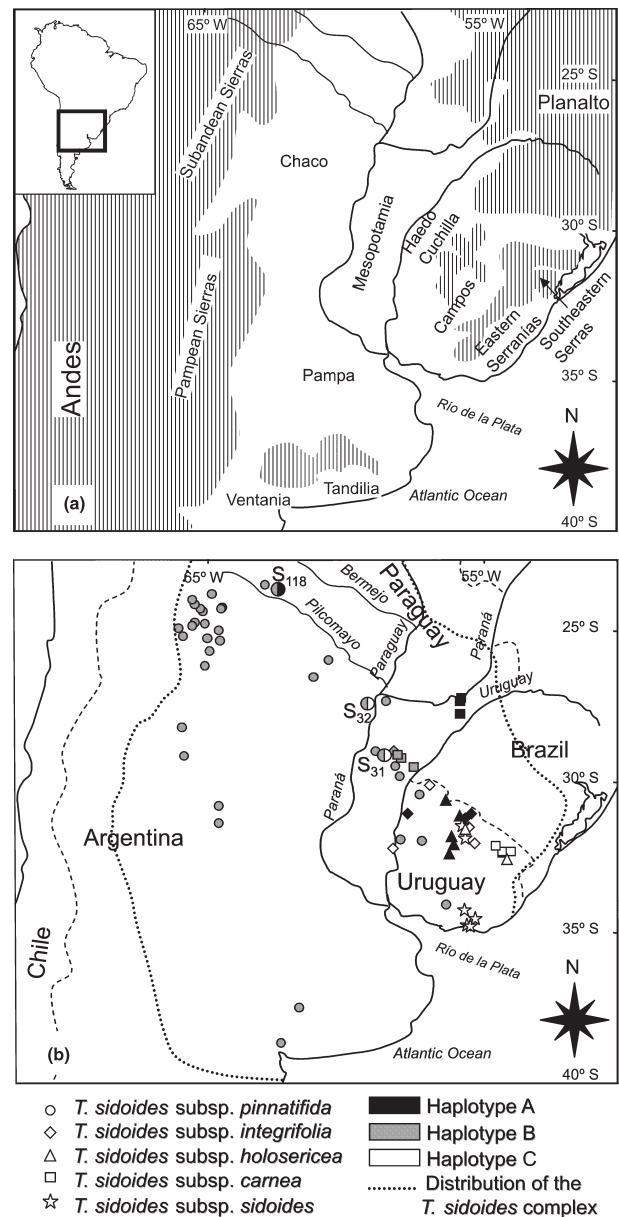 65° W
55° W
Subandean Sierras
25° S
Planalto
Chaco
Mesopotamia
Haedo
Cuchilla
30° S
Campos
Pampean Sierras
Eastern
Serranías
Southeastern
Serras
Andes
Pampa
35° S
Río de la Plata
N
Ventania
Tandilia
Atlantic Ocean
(a)
40° S
65° W
S118
Bermejo
Paraguay
55° W
Pilcomayo
Paraguay
Paraná
25° S
Uruguay
S32
Brazil
S31
30° S
Paraná
Argentina
Uruguay
Chile
35° S
Río de la Plata
N
(b)
Atlantic Ocean
40° S
T. sidoides subsp. pinnatifida
T. sidoides subsp. integrifolia
T. sidoides subsp. holosericea
T. sidoides subsp. carnea
T. sidoides subsp. sidoides
Haplotype A
Haplotype B
Haplotype C
Distribution of the
T. sidoides complex